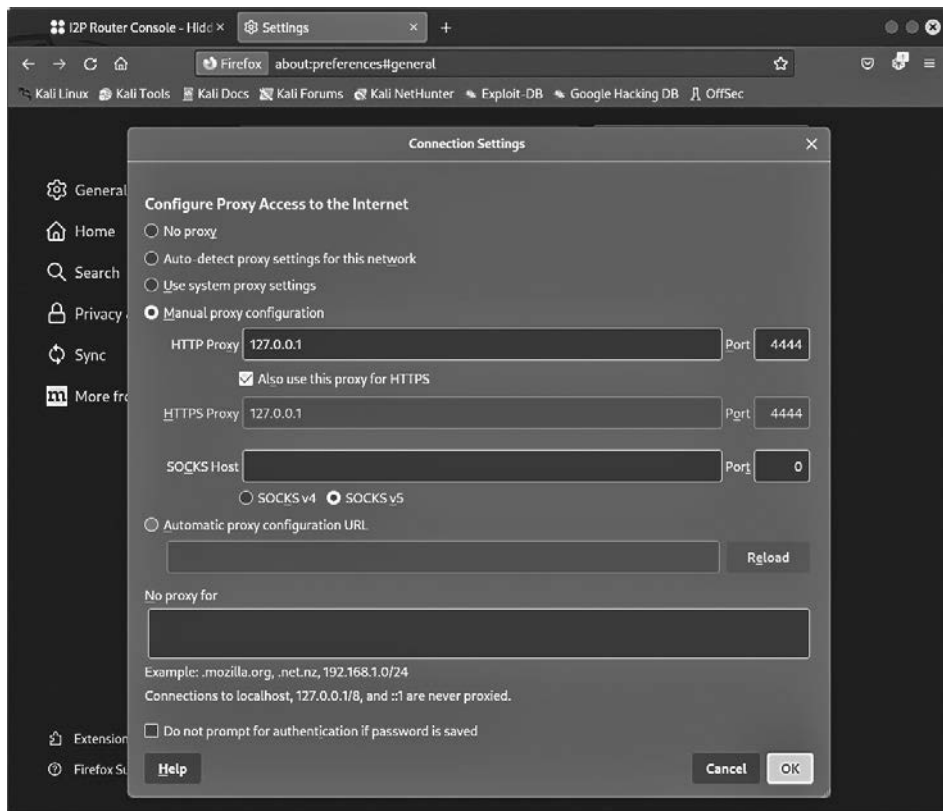 I2P Router Console - Hidd ×
Settings ×
+
Firefox about:preferences#general
Kali Linux Kali Tools Kali Docs Kali Forums Kali NetHunter Exploit-DB Google Hacking DB OffSec
Connection Settings
General
Home
Search
Privacy
Sync
m More fro
Configure Proxy Access to the Internet
No proxy
Auto-detect proxy settings for this network
Use system proxy settings
Manual proxy configuration
HTTP Proxy 127.0.0.1 Port 4444
Also use this proxy for HTTPS
HTTPS Proxy 127.0.0.1 Port 4444
SOCKS Host Port 0
SOCKS v4 SOCKS v5
Automatic proxy configuration URL
Reload
No proxy for
Example: .mozilla.org, .net.nz, 192.168.1.0/24
Connections to localhost, 127.0.0.1/8, and ::1 are never proxied.
Do not prompt for authentication if password is saved
Extension
Firefox Su
Help Cancel OK